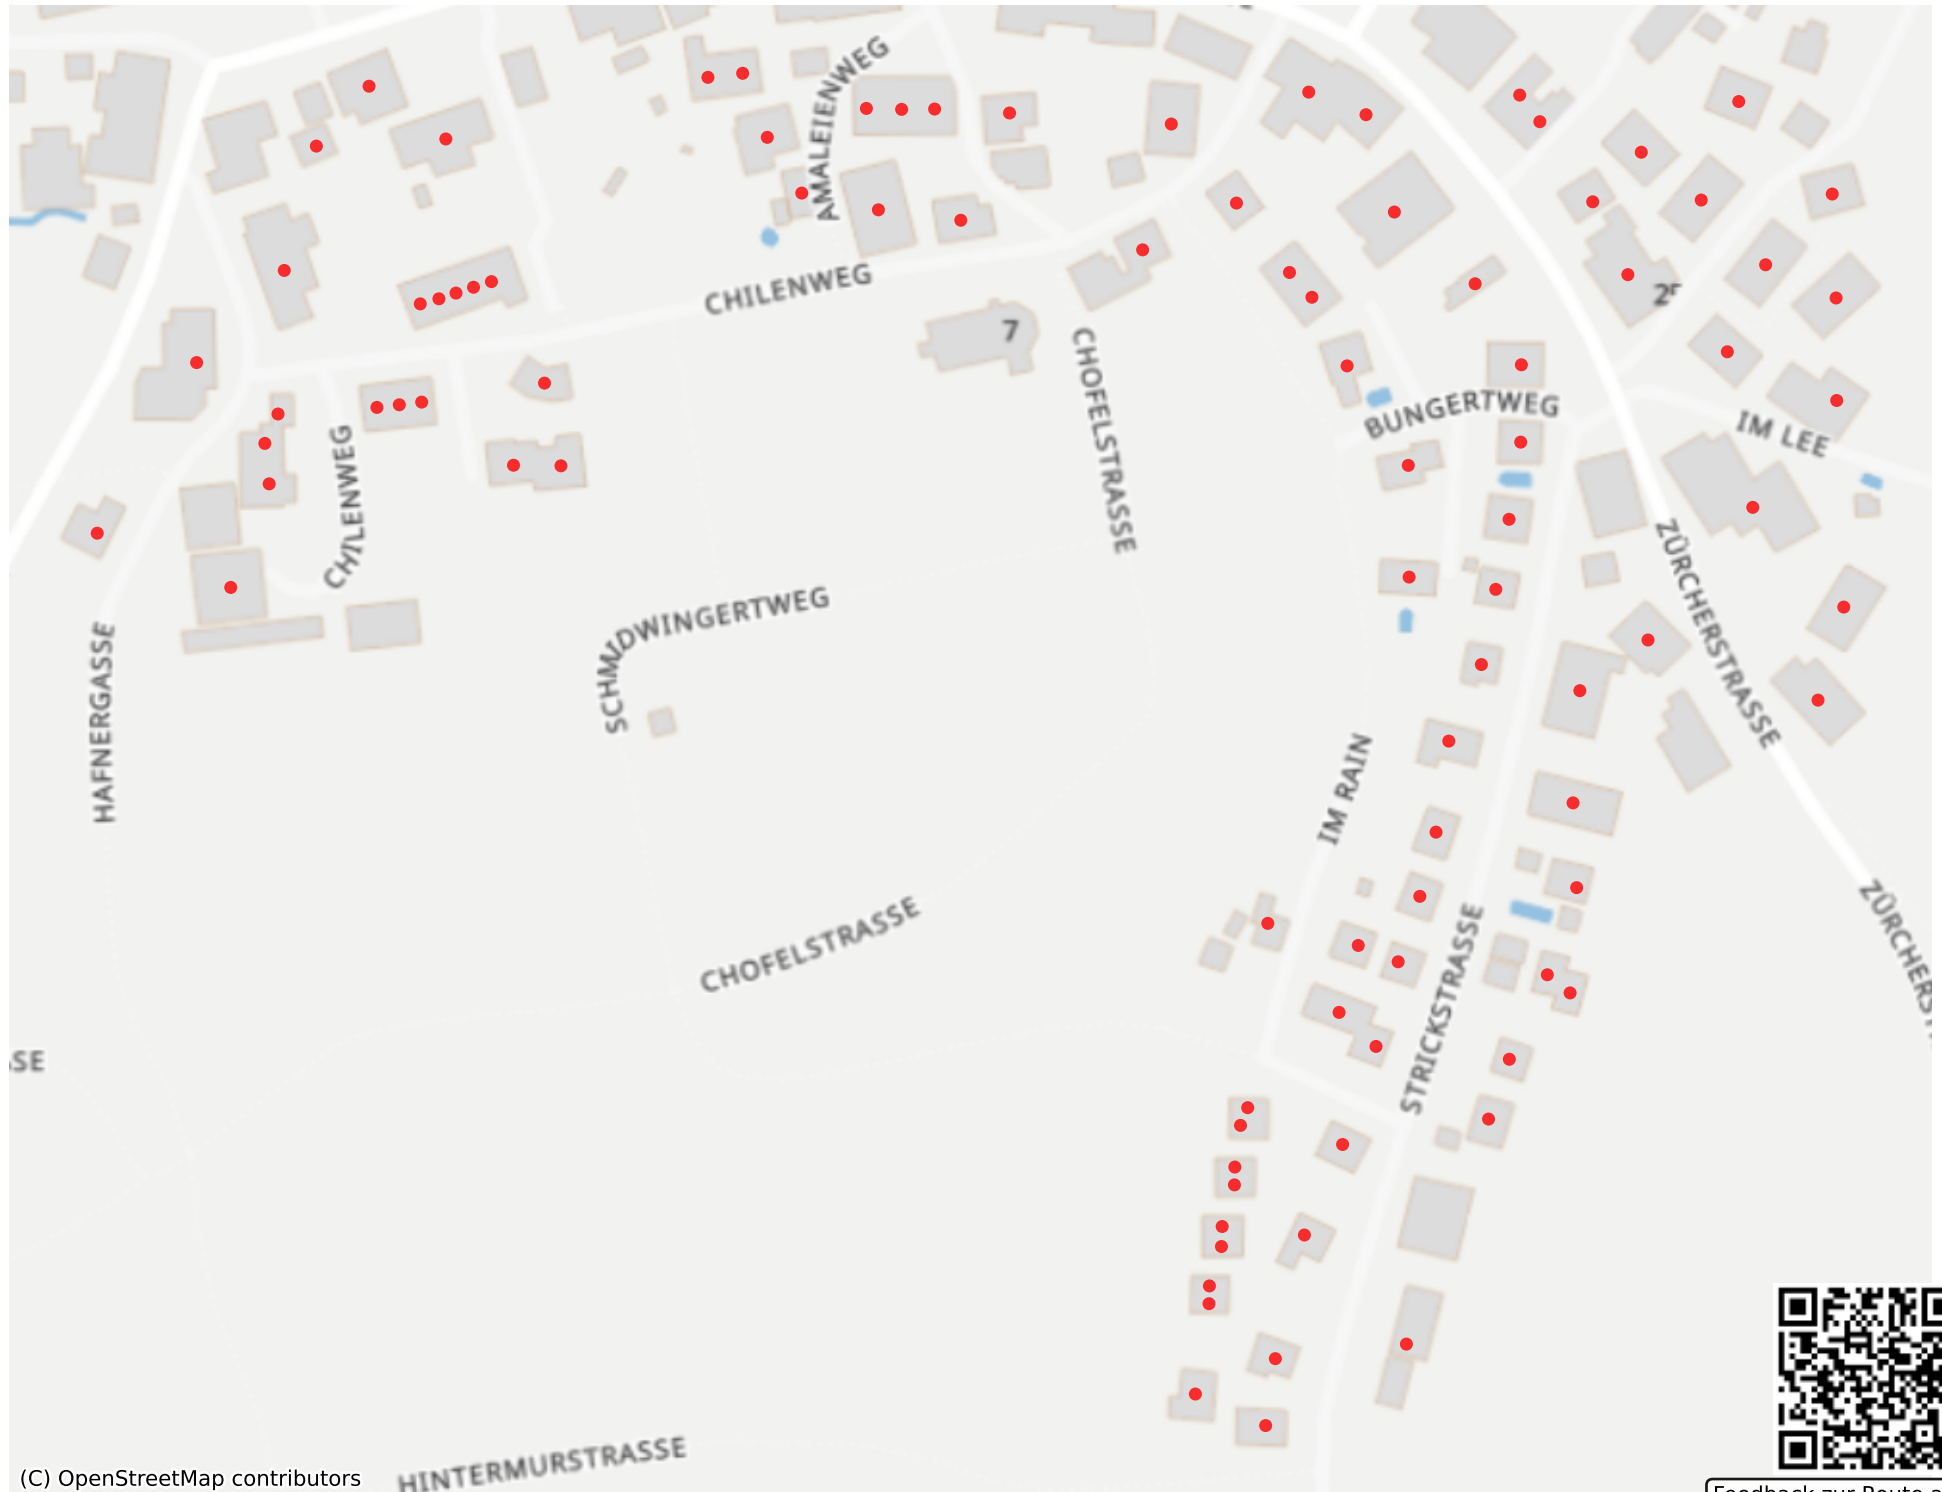 AMALEIENWEG
CHILENWEG
7
CHOFELSTRASSE
BUNGERTWEG
IM LEE
CHILENWEG
ZÜRCHERSTRASSE
SCHMIDWINGERTWEG
HAFNERGASSE
IM RAIN
CHOFELSTRASSE
STRICKSTRASSE
HINTERMURSTRASSE
(C) OpenStreetMap contributors